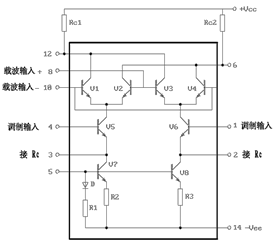 +Vcc
Rc1
Rc2
12
6
载波输入 + 8
载波输入- 10
V1
V2
V3
V4
调制输入 4
V5
V6
1 调制输入
接 Rc 3
2 接 Rc
5
V7
V8
D
R1
R2
R3
14 -Vee